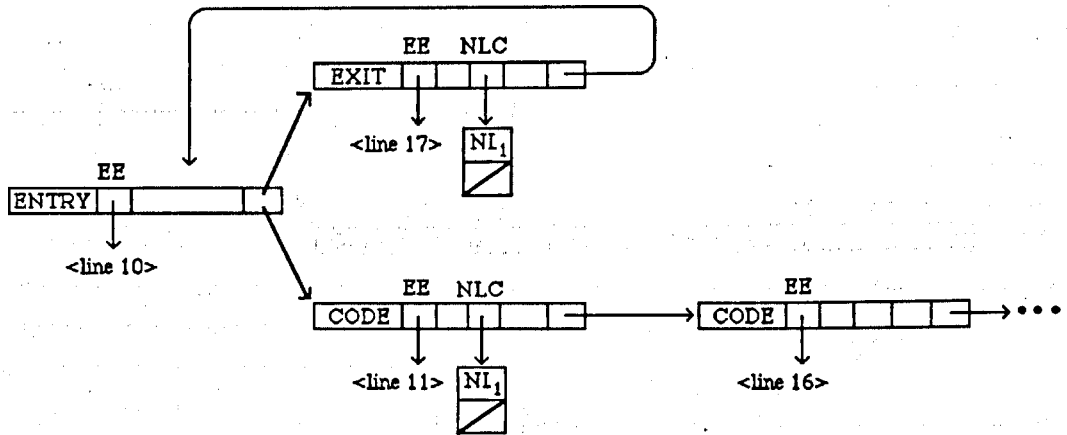 EE NLC
EXIT
<line 17>
NI1
EE
ENTRY
<line 10>
EE NLC
CODE
<line 11>
NI1
EE
CODE
•••
<line 16>